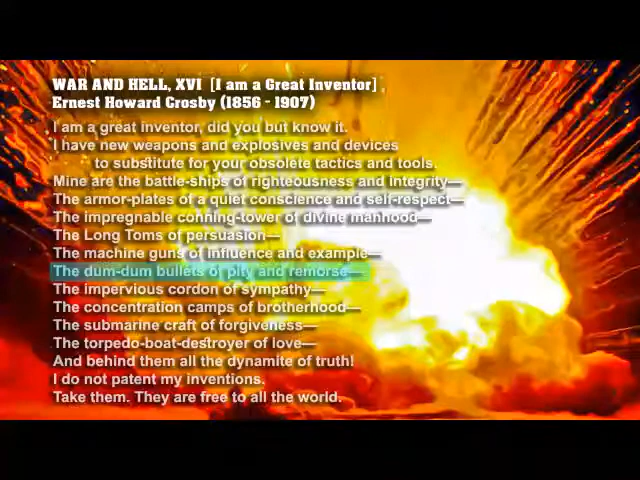 WAR AND HELL, XVI [I am a Great Inventor]
Ernest Howard Crosby (1856 - 1907)
I am a great inventor, did you but know it.
I have new weapons and explosives and devices
to substitute for your obsolete tactics and tools.
Mine are the battle-ships of righteousness and integrity—
The armor-plates of a quiet conscience and self-respect—
The impregnable conning-tower of divine manhood—
The Long Toms of persuasion—
The machine guns of influence and example—
The dum-dum bullets of pity and remorse—
The impervious cordon of sympathy—
The concentration camps of brotherhood—
The submarine craft of forgiveness—
The torpedo-boat-destroyer of love—
And behind them all the dynamite of truth!
I do not patent my inventions.
Take them. They are free to all the world.